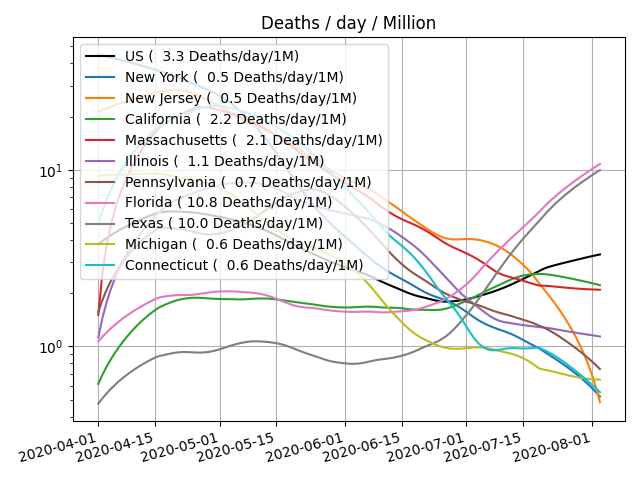 Deaths / day / Million
US (  3.3 Deaths/day/1M)
New York (  0.5 Deaths/day/1M)
New Jersey (  0.5 Deaths/day/1M)
California (  2.2 Deaths/day/1M)
Massachusetts (  2.1 Deaths/day/1M)
Illinois (  1.1 Deaths/day/1M)
Pennsylvania (  0.7 Deaths/day/1M)
Florida ( 10.8 Deaths/day/1M)
Texas ( 10.0 Deaths/day/1M)
Michigan (  0.6 Deaths/day/1M)
Connecticut (  0.6 Deaths/day/1M)
10¹
10⁰
2020-04-01 2020-04-15 2020-05-01 2020-05-15 2020-06-01 2020-06-15 2020-07-01 2020-07-15 2020-08-01